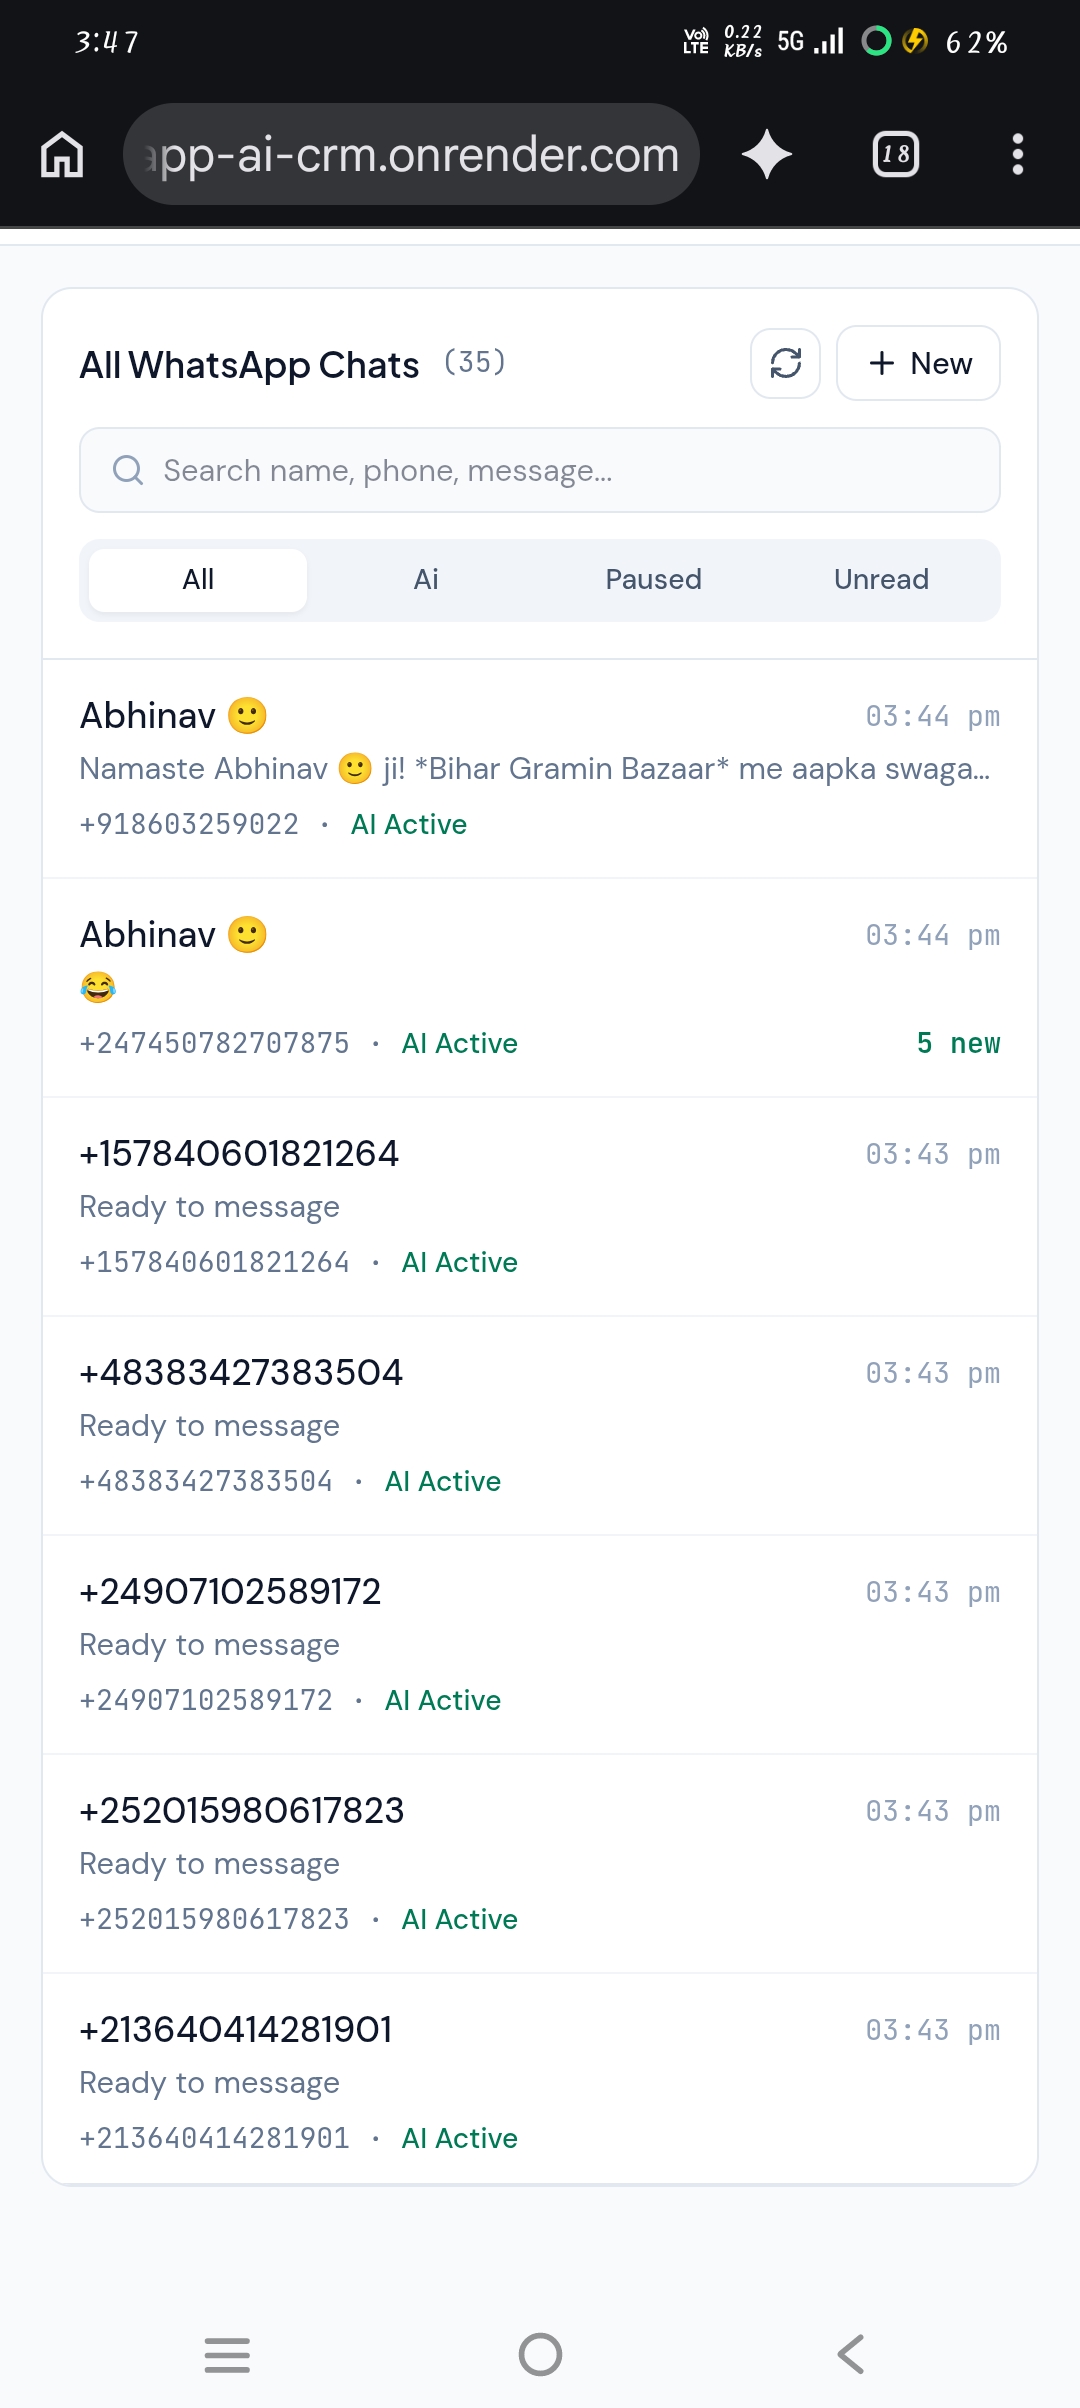 3:47
Vo)) LTE 0.22 KB/s 5G 62%
app-ai-crm.onrender.com
18
All WhatsApp Chats (35)
+ New
Search name, phone, message...
All Ai Paused Unread
Abhinav 🙂 03:44 pm
Namaste Abhinav 🙂 ji! *Bihar Gramin Bazaar* me aapka swaga...
+918603259022 · AI Active
Abhinav 🙂 03:44 pm
😂
+247450782707875 · AI Active 5 new
+157840601821264 03:43 pm
Ready to message
+157840601821264 · AI Active
+48383427383504 03:43 pm
Ready to message
+48383427383504 · AI Active
+24907102589172 03:43 pm
Ready to message
+24907102589172 · AI Active
+252015980617823 03:43 pm
Ready to message
+252015980617823 · AI Active
+213640414281901 03:43 pm
Ready to message
+213640414281901 · AI Active